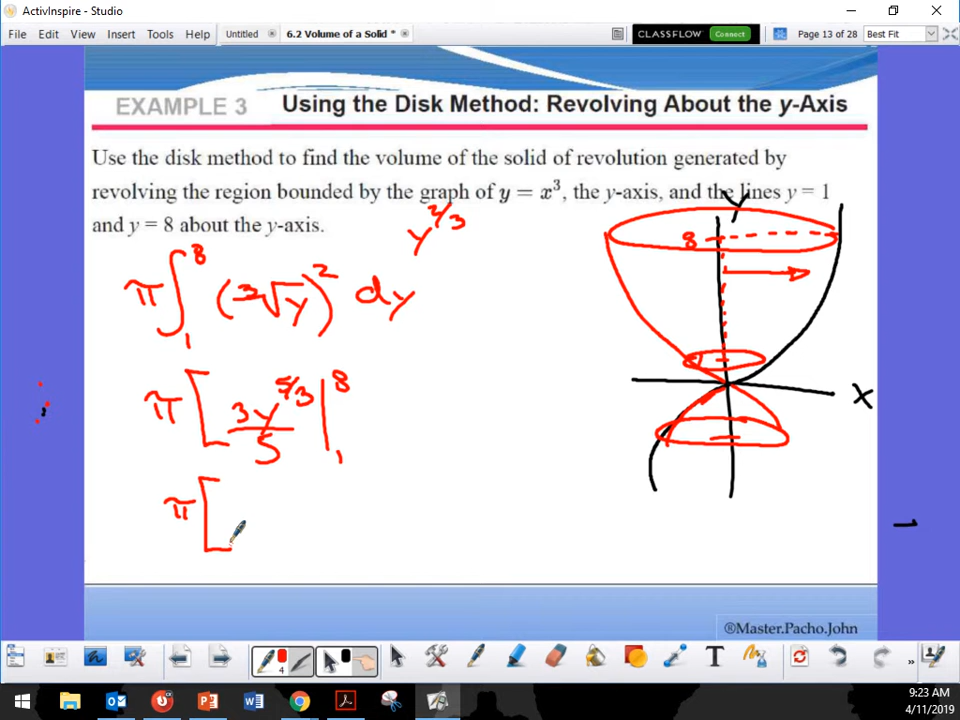 ActivInspire - Studio
File Edit View Insert Tools Help Untitled 6.2 Volume of a Solid * CLASSFLOW Connect Page 13 of 28 Best Fit
EXAMPLE 3 Using the Disk Method: Revolving About the y-Axis
Use the disk method to find the volume of the solid of revolution generated by
revolving the region bounded by the graph of y = x³, the y-axis, and the lines y = 1
and y = 8 about the y-axis.
y^2/3
Y
8
π ∫₁⁸ (³√y)² dy
X
π [ 3y^5/3 / 5 |₁⁸
π [
®Master.Pacho.John
4
T
»
9:23 AM
4/11/2019